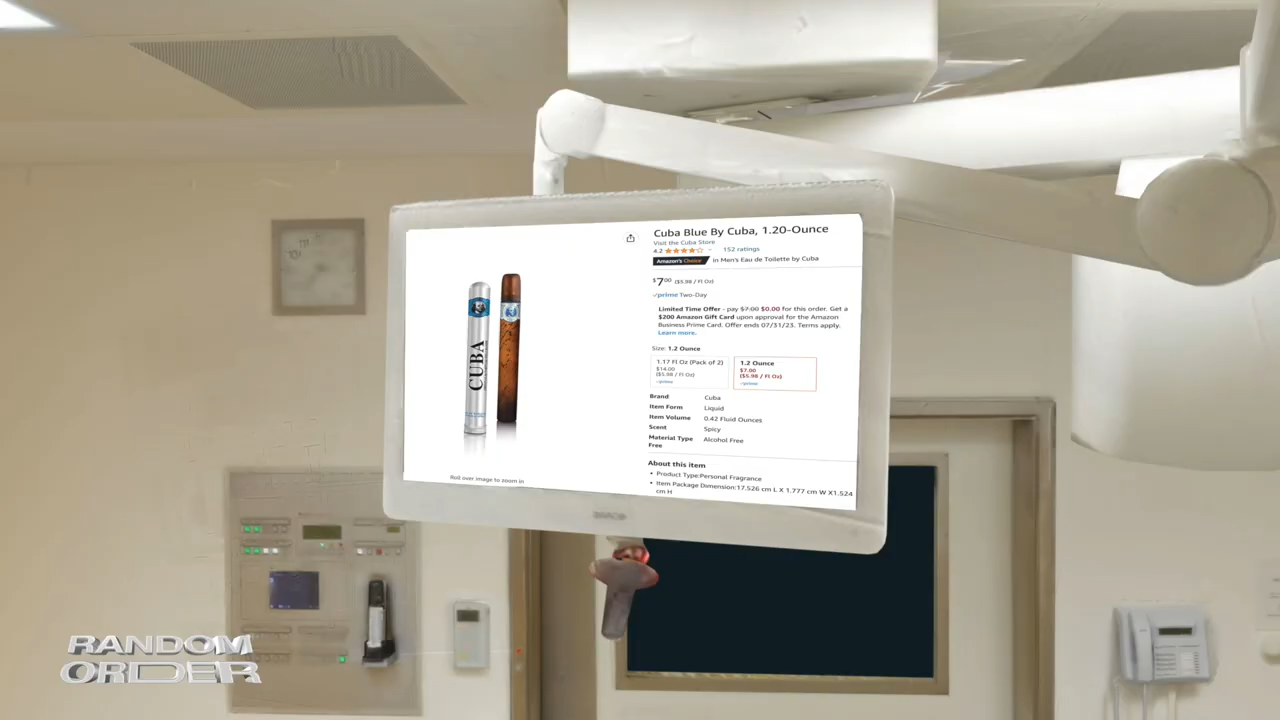 Cuba Blue By Cuba, 1.20-Ounce
Visit the Cuba Store
4.2 152 ratings
Amazon's Choice in Men's Eau de Toilette by Cuba
$7.00 ($5.98 / Fl Oz)
prime Two-Day
Limited Time Offer - pay $7.00 $0.00 for this order. Get a
$200 Amazon Gift Card upon approval for the Amazon
Business Prime Card. Offer ends 07/31/23. Terms apply.
Learn more.
Size: 1.2 Ounce
1.17 Fl Oz (Pack of 2)
$14.00
($5.98 / Fl Oz)
prime
1.2 Ounce
$7.00
($5.98 / Fl Oz)
prime
Brand Cuba
Item Form Liquid
Item Volume 0.42 Fluid Ounces
Scent Spicy
Material Type Alcohol Free
Free
About this item
• Product Type:Personal Fragrance
• Item Package Dimension:17.526 cm L X 1.777 cm W X1.524
cm H
CUBA
Roll over image to zoom in
RANDOM
ORDER